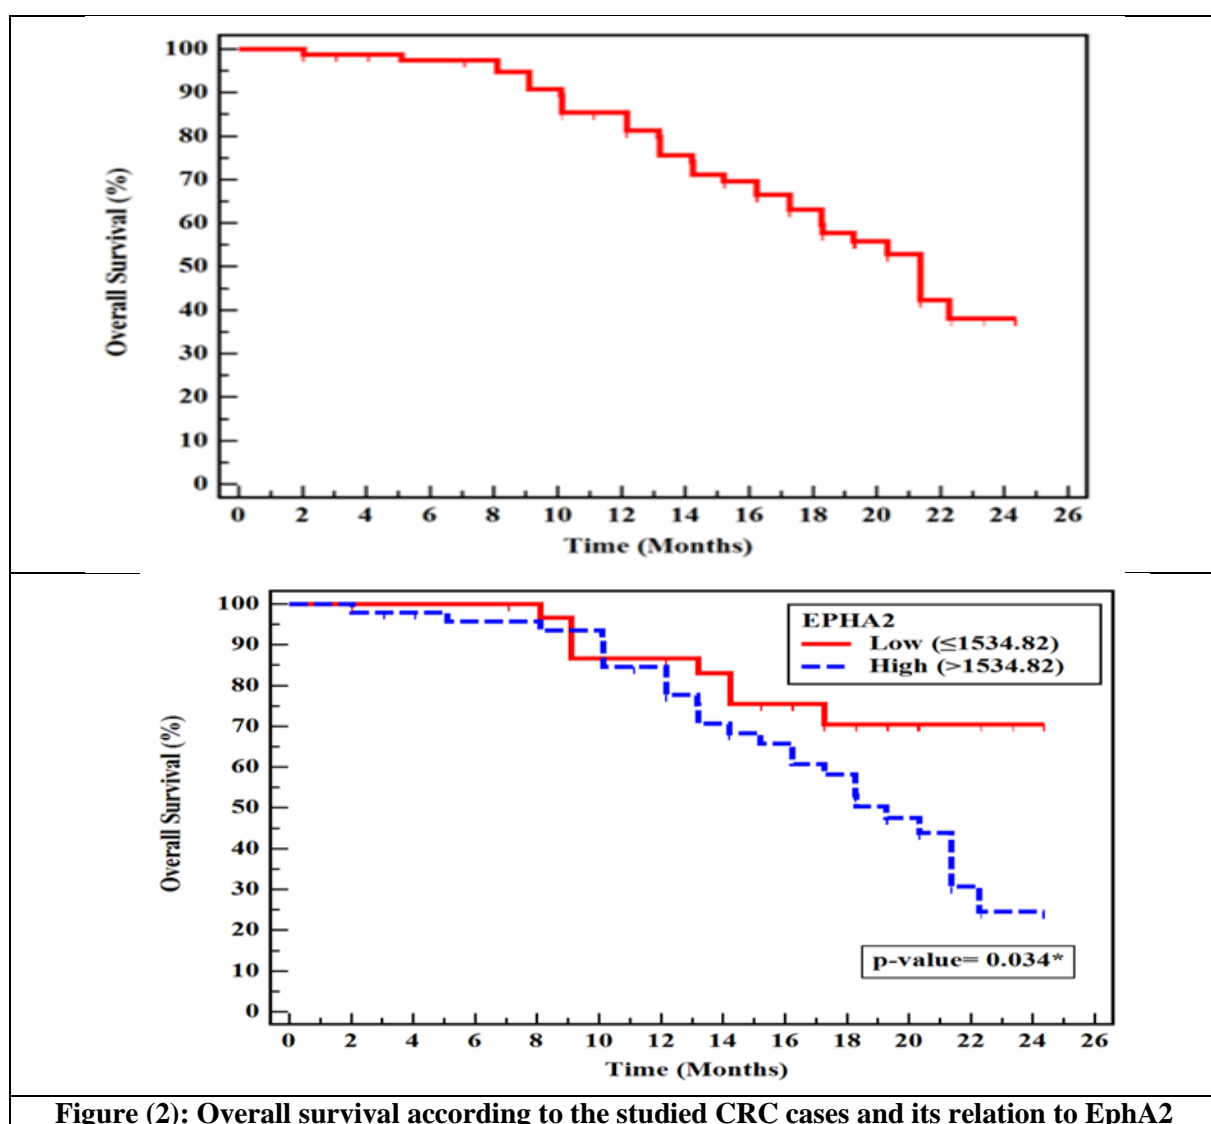 100
90
80
70
60
50
40
30
20
10
0
Overall Survival (%)
0 2 4 6 8 10 12 14 16 18 20 22 24 26
Time (Months)
100
90
80
70
60
50
40
30
20
10
0
Overall Survival (%)
EPHA2
Low (≤1534.82)
High (>1534.82)
p-value= 0.034*
0 2 4 6 8 10 12 14 16 18 20 22 24 26
Time (Months)
Figure (2): Overall survival according to the studied CRC cases and its relation to EphA2